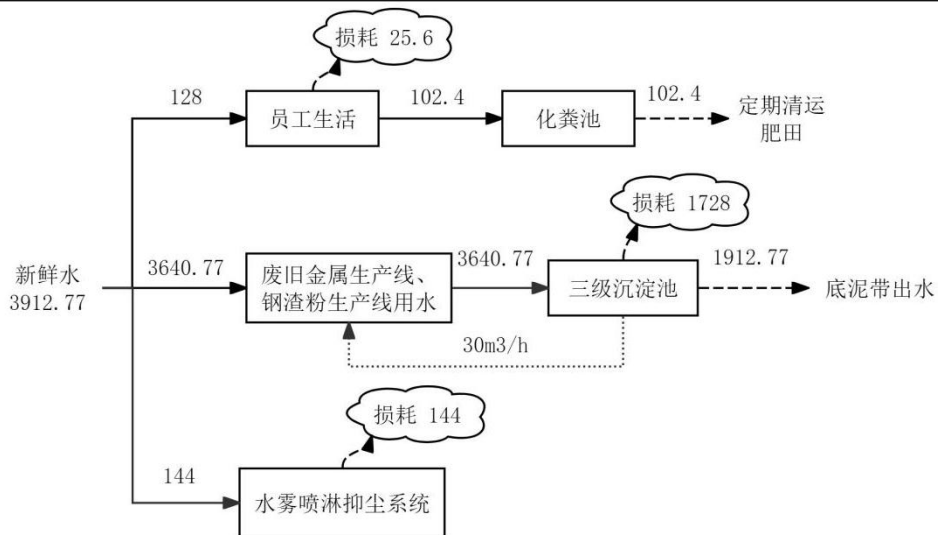 损耗 25.6
128
员工生活
102.4
化粪池
102.4
定期清运
肥田
损耗 1728
新鲜水
3912.77
3640.77
废旧金属生产线、
钢渣粉生产线用水
3640.77
三级沉淀池
1912.77
底泥带出水
30m3/h
损耗 144
144
水雾喷淋抑尘系统